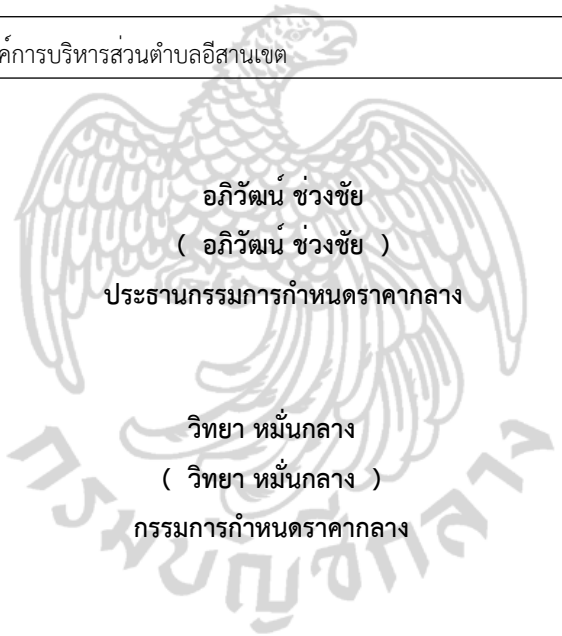 ค์การบริหารส่วนตำบลอีสานเขต
อภิวัฒน์ ช่วงชัย
( อภิวัฒน์ ช่วงชัย )
ประธานกรรมการกำหนดราคากลาง
วิทยา หมั่นกลาง
( วิทยา หมั่นกลาง )
กรรมการกำหนดราคากลาง
กรมบัญชีกลาง